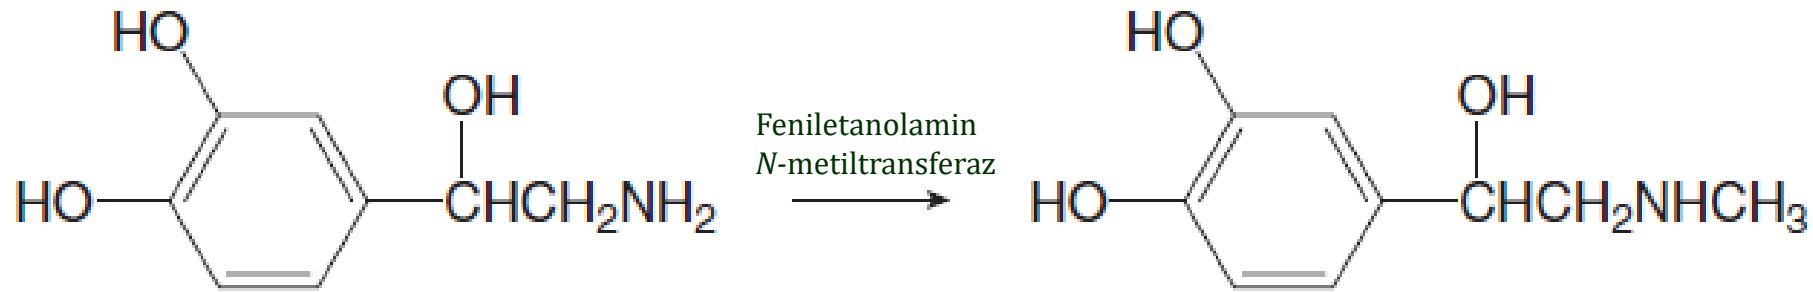 HO
OH
HO
CHCH₂NH₂
Feniletanolamin
N-metiltransferaz
HO
OH
HO
CHCH₂NHCH₃